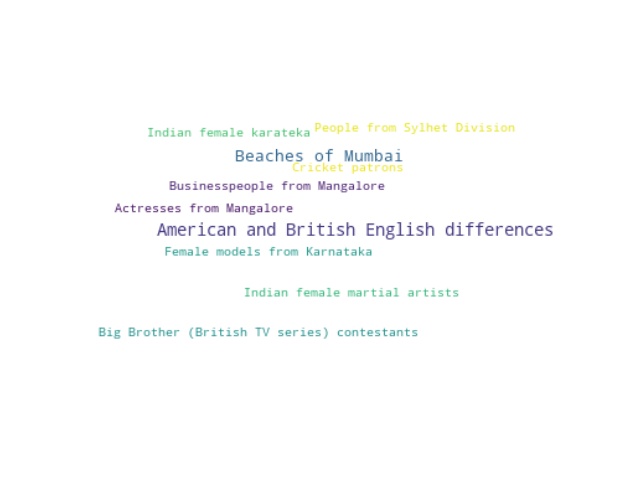 People from Sylhet Division
Indian female karateka
Beaches of Mumbai
Cricket patrons
Businesspeople from Mangalore
Actresses from Mangalore
American and British English differences
Female models from Karnataka
Indian female martial artists
Big Brother (British TV series) contestants